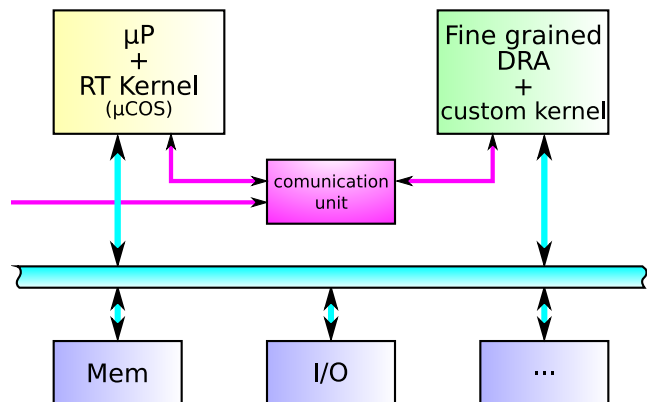 μP
+
RT Kernel
(μCOS)
Fine grained
DRA
+
custom kernel
comunication
unit
Mem
I/O
...